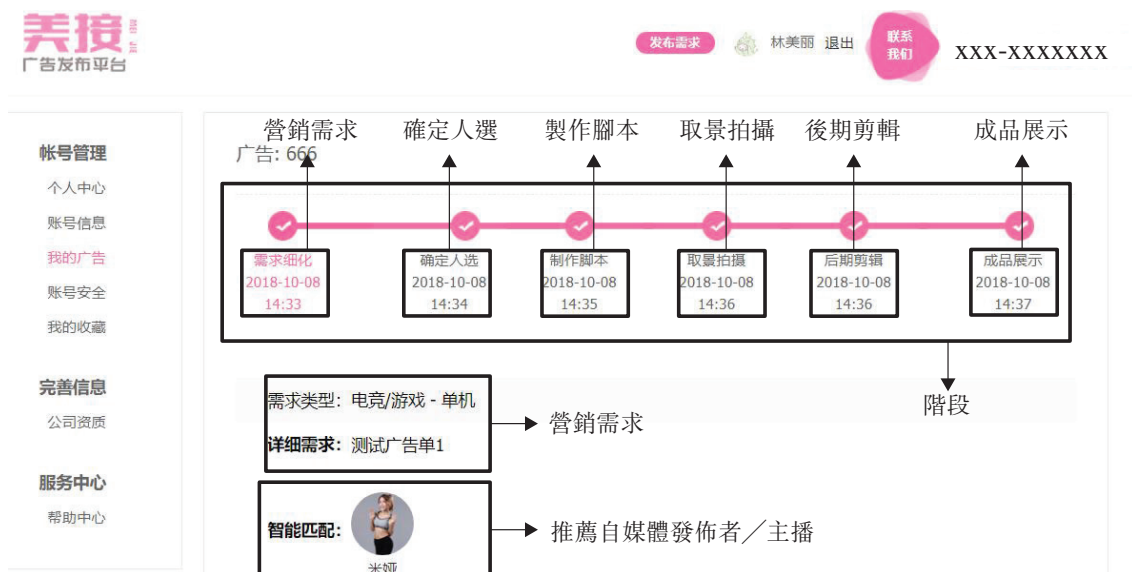 美接
广告发布平台
发布需求
林美丽 退出
联系
我们
XXX-XXXXXXX
帐号管理
个人中心
账号信息
我的广告
账号安全
我的收藏
完善信息
公司资质
服务中心
帮助中心
營銷需求 確定人選 製作腳本 取景拍攝 後期剪輯 成品展示
广告: 666
需求细化 确定人选 制作脚本 取景拍摄 后期剪辑 成品展示
2018-10-08 2018-10-08 2018-10-08 2018-10-08 2018-10-08 2018-10-08
14:33 14:34 14:35 14:36 14:36 14:37
階段
需求类型: 电竞/游戏 - 单机
详细需求: 测试广告单1
營銷需求
智能匹配:
推薦自媒體發佈者／主播
米娅